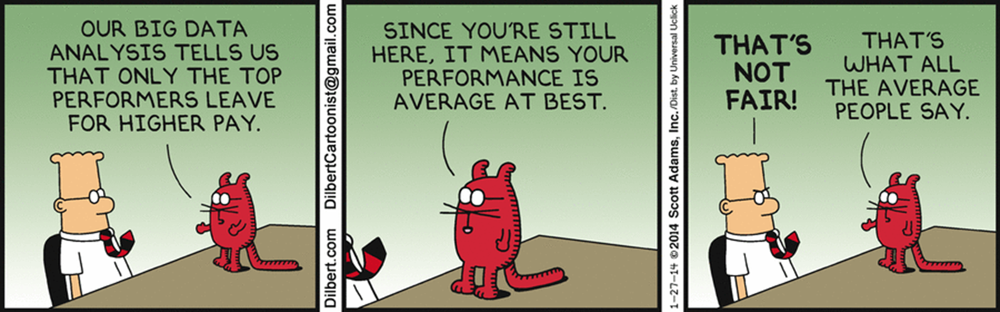 OUR BIG DATA
ANALYSIS TELLS US
THAT ONLY THE TOP
PERFORMERS LEAVE
FOR HIGHER PAY.
Dilbert.com DilbertCartoonist@gmail.com
SINCE YOU'RE STILL
HERE, IT MEANS YOUR
PERFORMANCE IS
AVERAGE AT BEST.
1-27-14 ©2014 Scott Adams, Inc. /Dist. by Universal Uclick
THAT'S
NOT
FAIR!
THAT'S
WHAT ALL
THE AVERAGE
PEOPLE SAY.